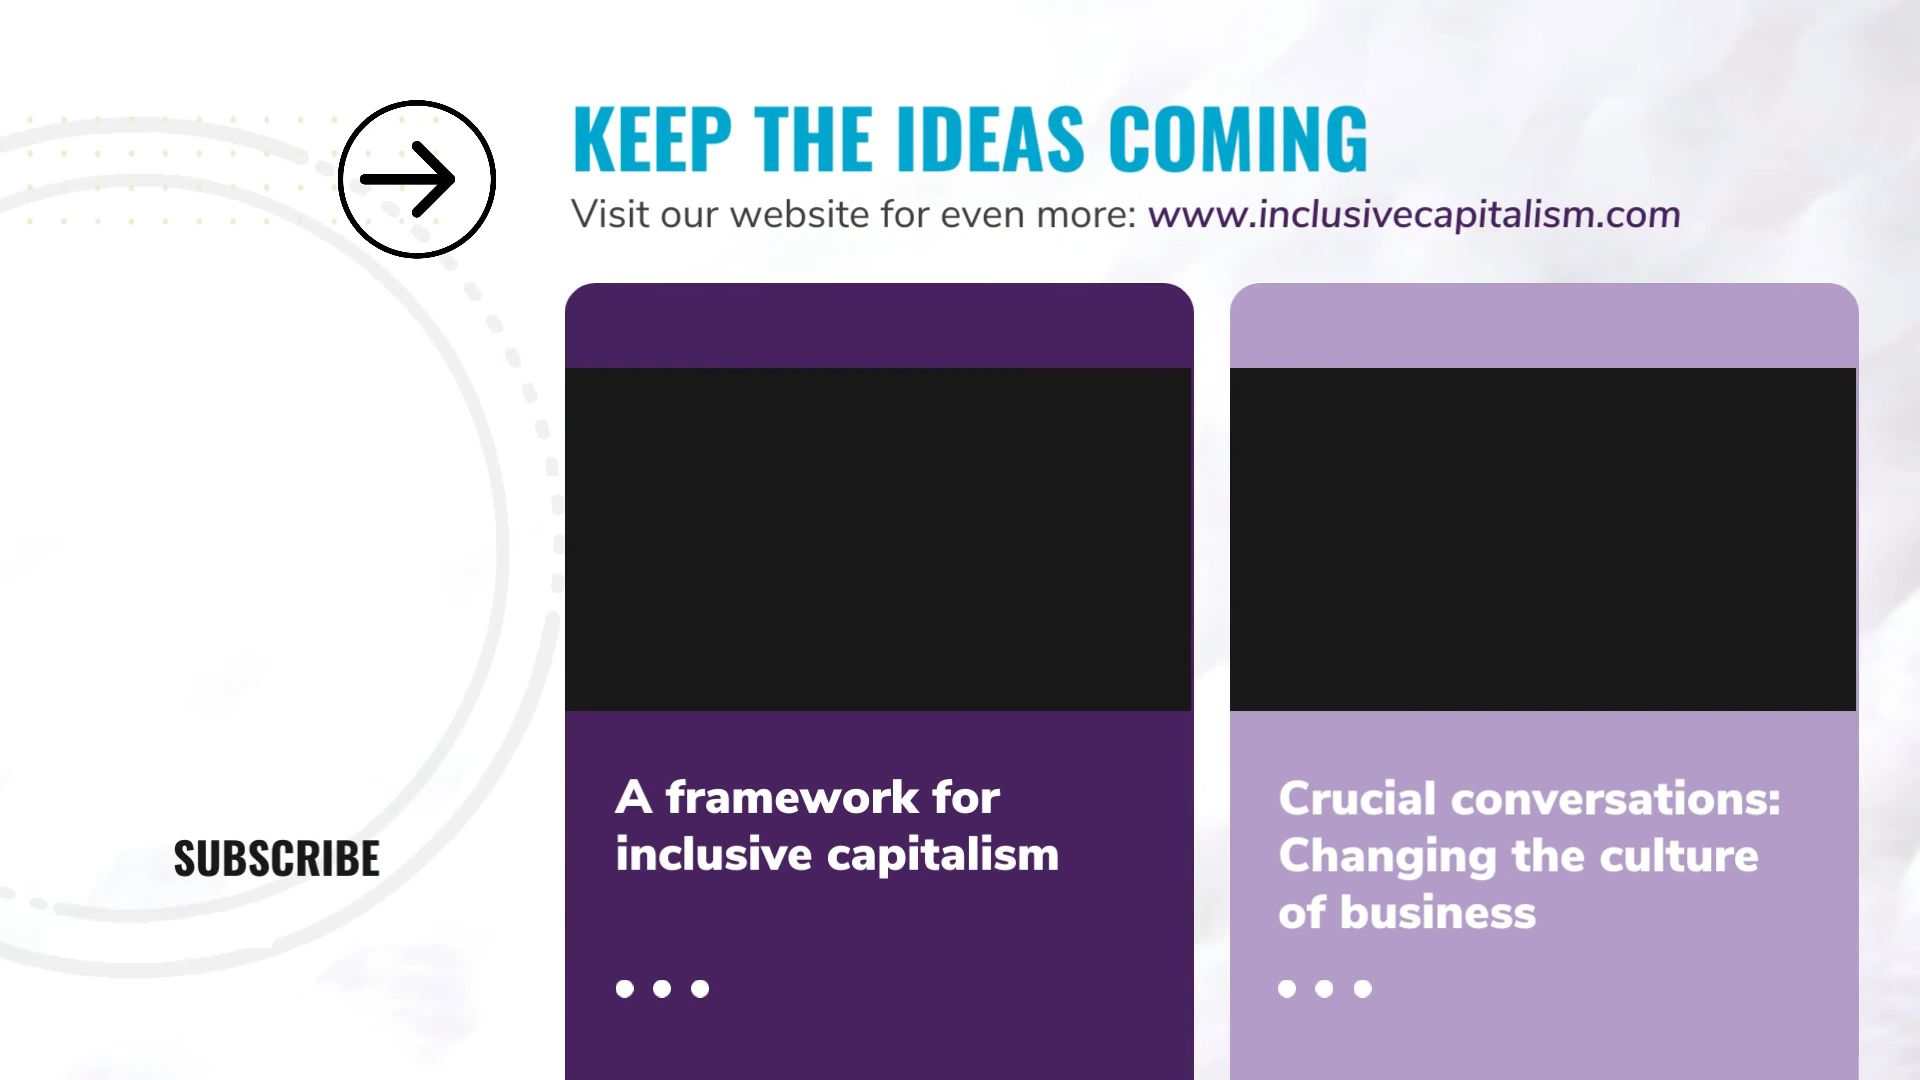 KEEP THE IDEAS COMING
Visit our website for even more: www.inclusivecapitalism.com
A framework for
inclusive capitalism
Crucial conversations:
Changing the culture
of business
SUBSCRIBE